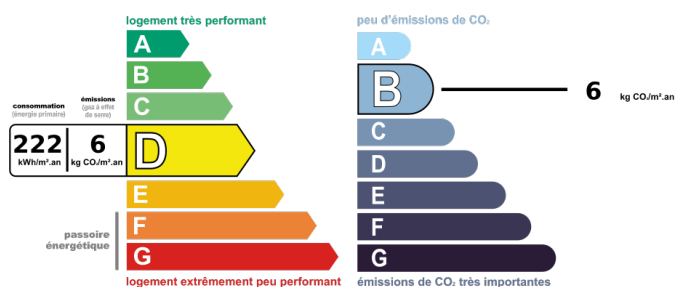 logement très performant
A
B
C
consommation
(énergie primaire)
émissions
(gaz à effet
de serre)
222
kWh/m².an
6
kg CO₂/m².an
D
E
F
G
passoire
énergétique
logement extrêmement peu performant
peu d'émissions de CO₂
A
B
6
kg CO₂/m².an
C
D
E
F
G
émissions de CO₂ très importantes